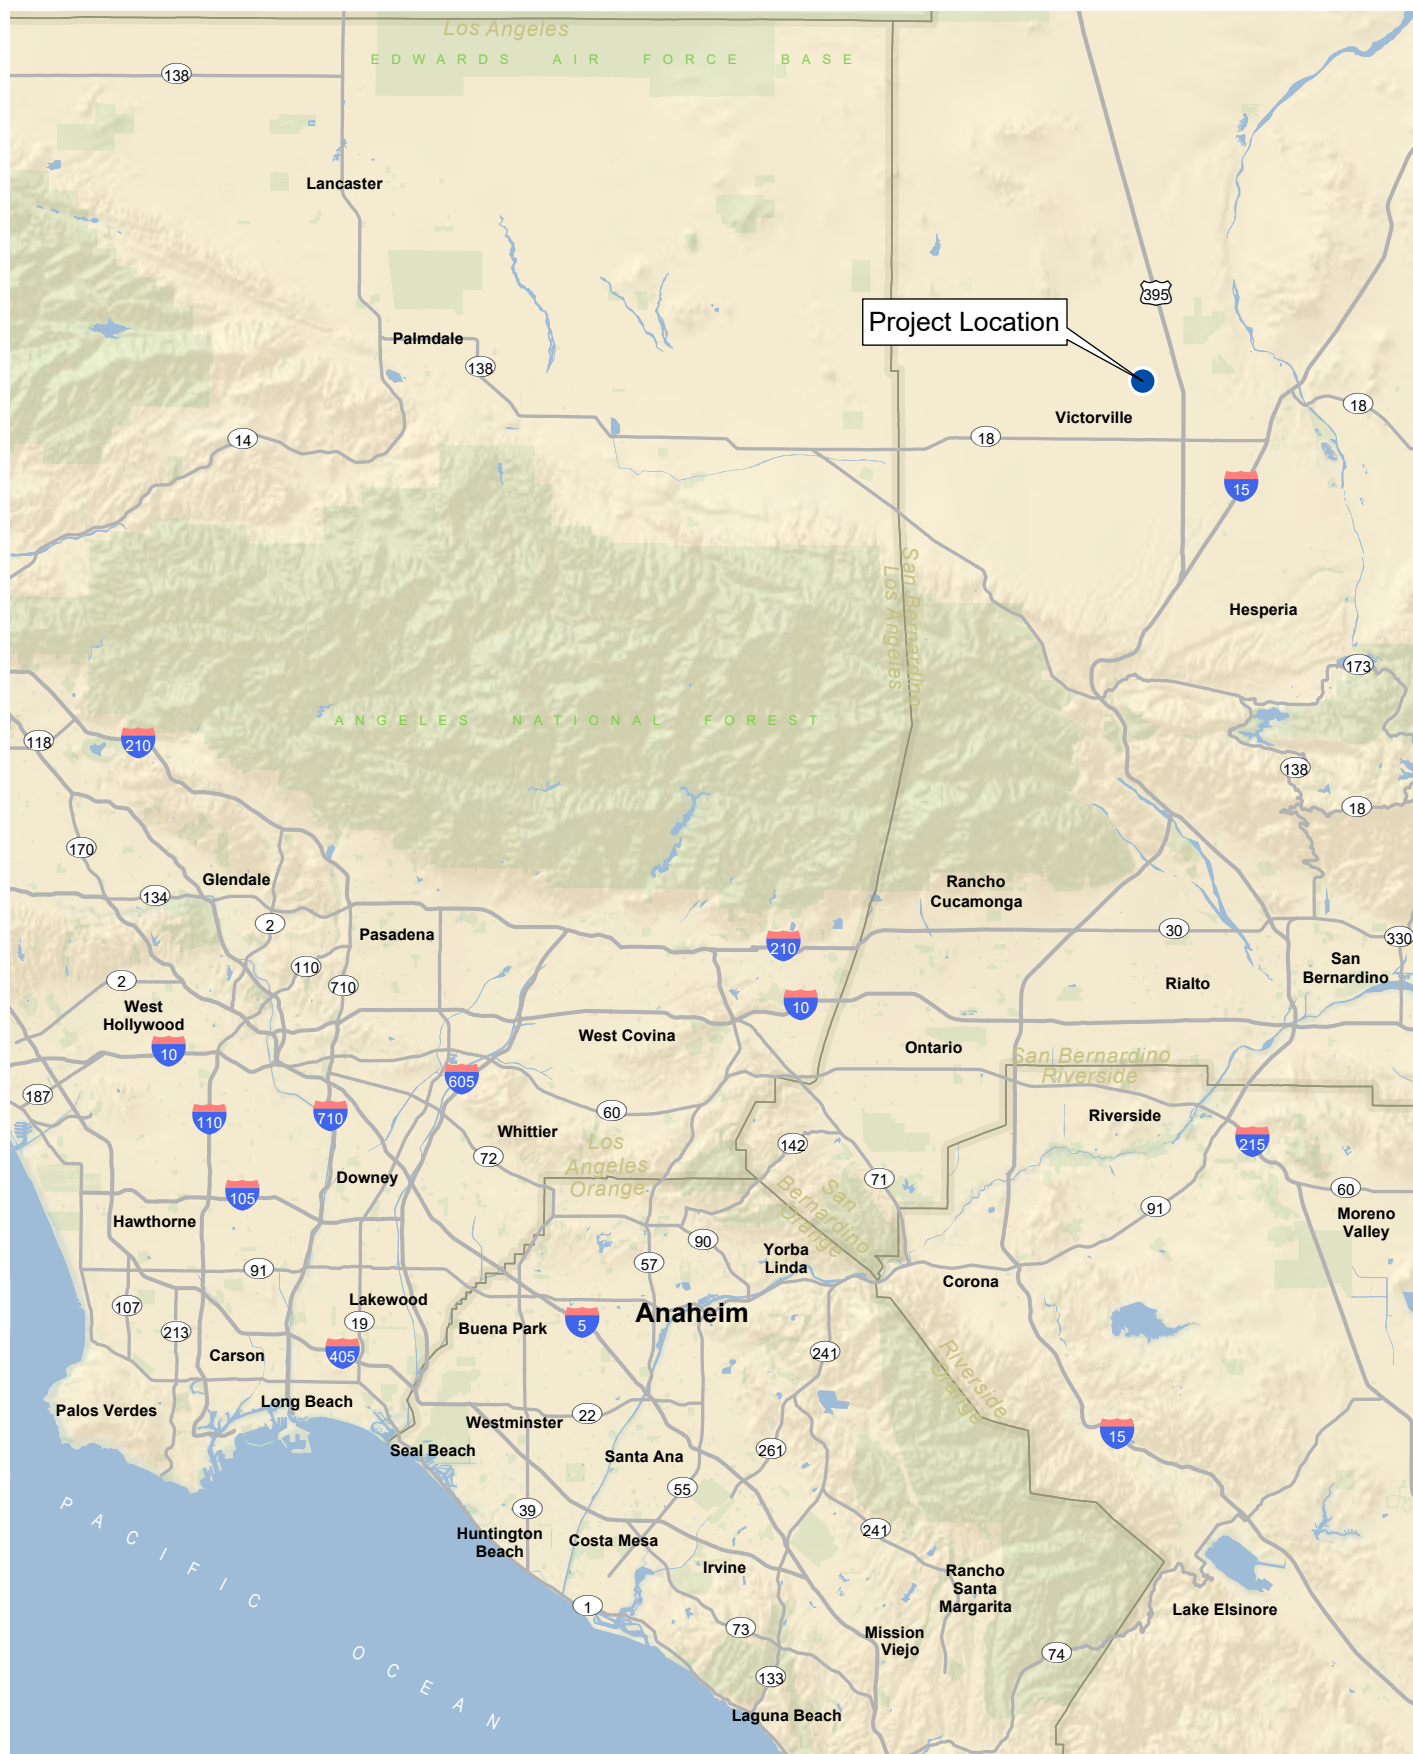 Los Angeles
EDWARDS AIR FORCE BASE
138
Lancaster
395
Project Location
Palmdale
138
Victorville
18
18
14
15
San Bernardino
Los Angeles
Hesperia
173
ANGELES NATIONAL FOREST
118
210
138
18
170
Glendale
134
Rancho
Cucamonga
2
Pasadena
210
30
330
110
710
2
San
Bernardino
Rialto
West
Hollywood
10
West Covina
10
Ontario
San Bernardino
Riverside
605
187
110
710
60
Riverside
Whittier
Los
Angeles
Orange
142
215
72
Downey
71
San
Bernardino
Orange
60
105
91
Moreno
Valley
Hawthorne
90
Yorba
Linda
57
91
Corona
Lakewood
107
19
Anaheim
213
Buena Park
5
405
Carson
241
Riverside
Orange
Palos Verdes
Long Beach
Westminster
22
15
Seal Beach
Santa Ana
261
55
39
241
Huntington
Beach
Costa Mesa
Irvine
Rancho
Santa
Margarita
1
Lake Elsinore
73
Mission
Viejo
74
133
Laguna Beach
PACIFIC OCEAN